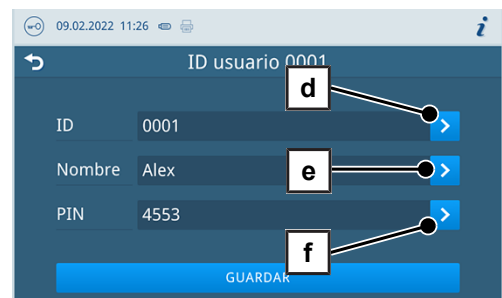 09.02.2022 11:26
ID usuario 0001
d
ID 0001
e
Nombre Alex
PIN 4553
f
GUARDAR